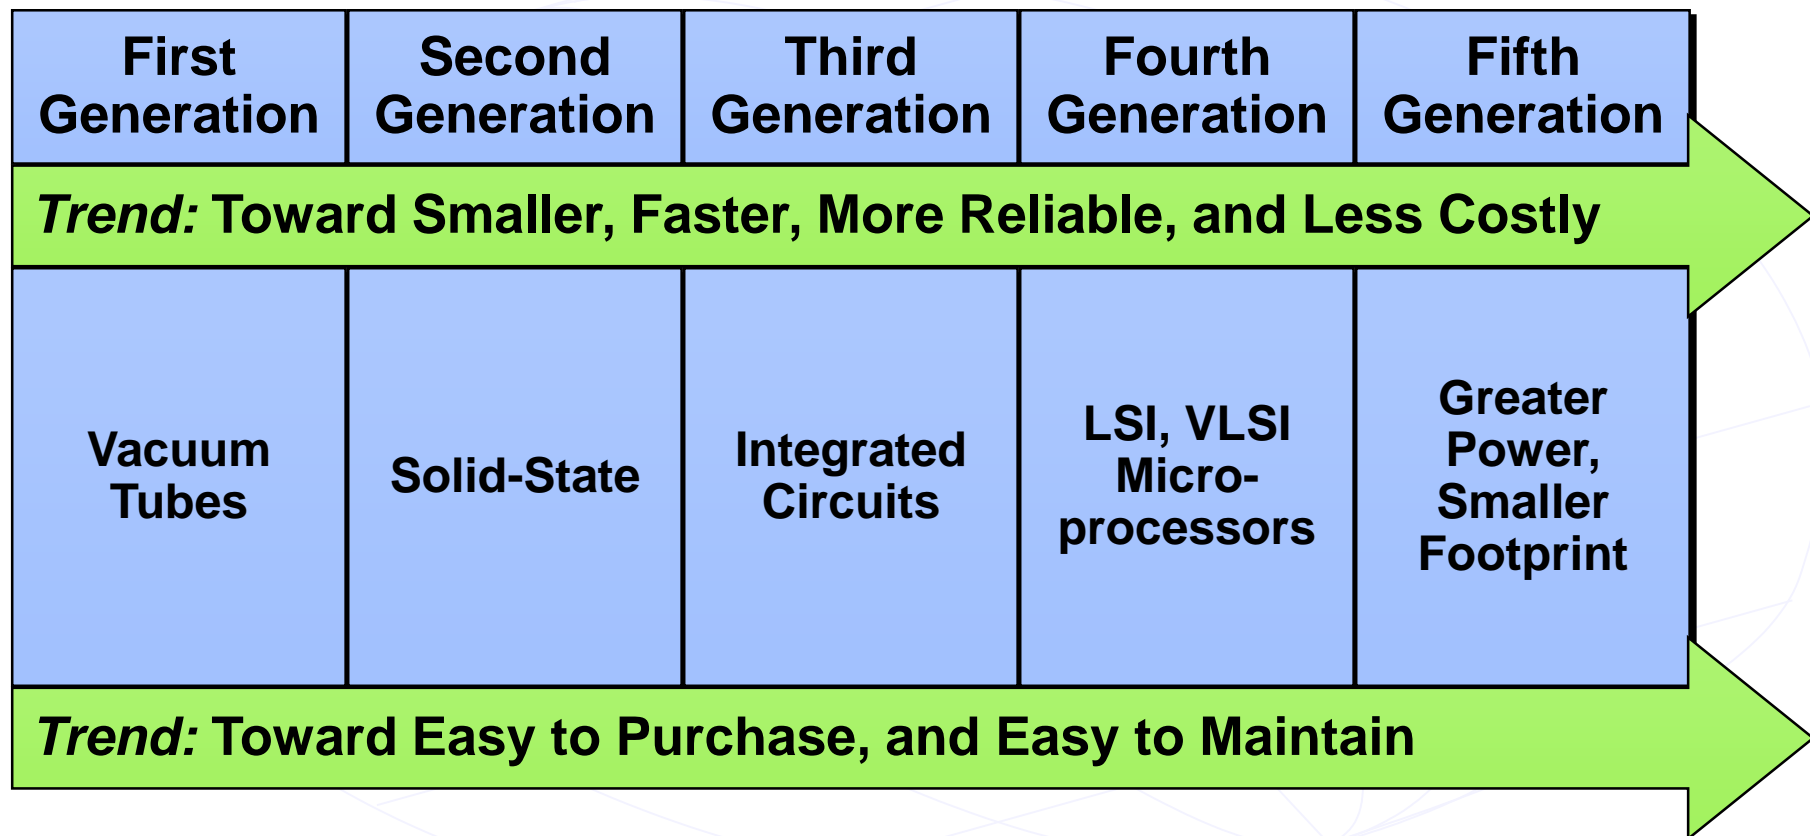 First
Generation
Second
Generation
Third
Generation
Fourth
Generation
Fifth
Generation
Trend: Toward Smaller, Faster, More Reliable, and Less Costly
Vacuum
Tubes
Solid-State
Integrated
Circuits
LSI, VLSI
Micro-
processors
Greater
Power,
Smaller
Footprint
Trend: Toward Easy to Purchase, and Easy to Maintain